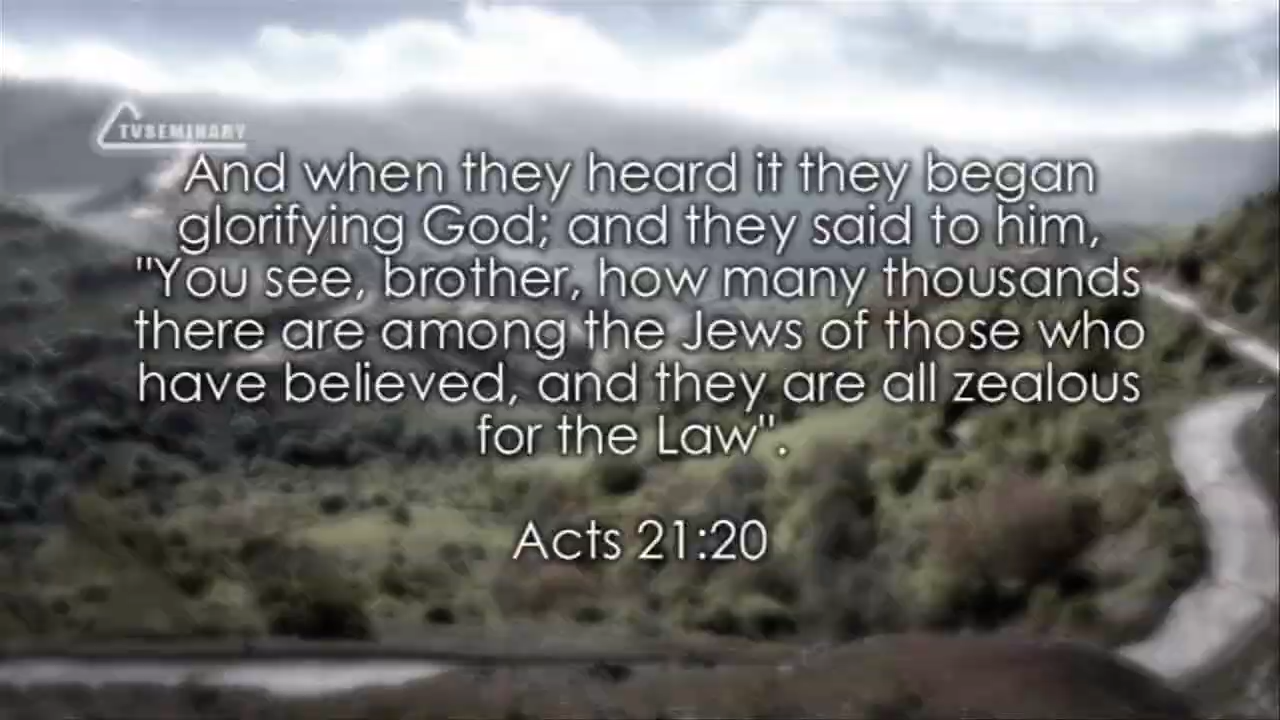 TVSEMINARY
And when they heard it they began
glorifying God; and they said to him,
"You see, brother, how many thousands
there are among the Jews of those who
have believed, and they are all zealous
for the Law".
Acts 21:20